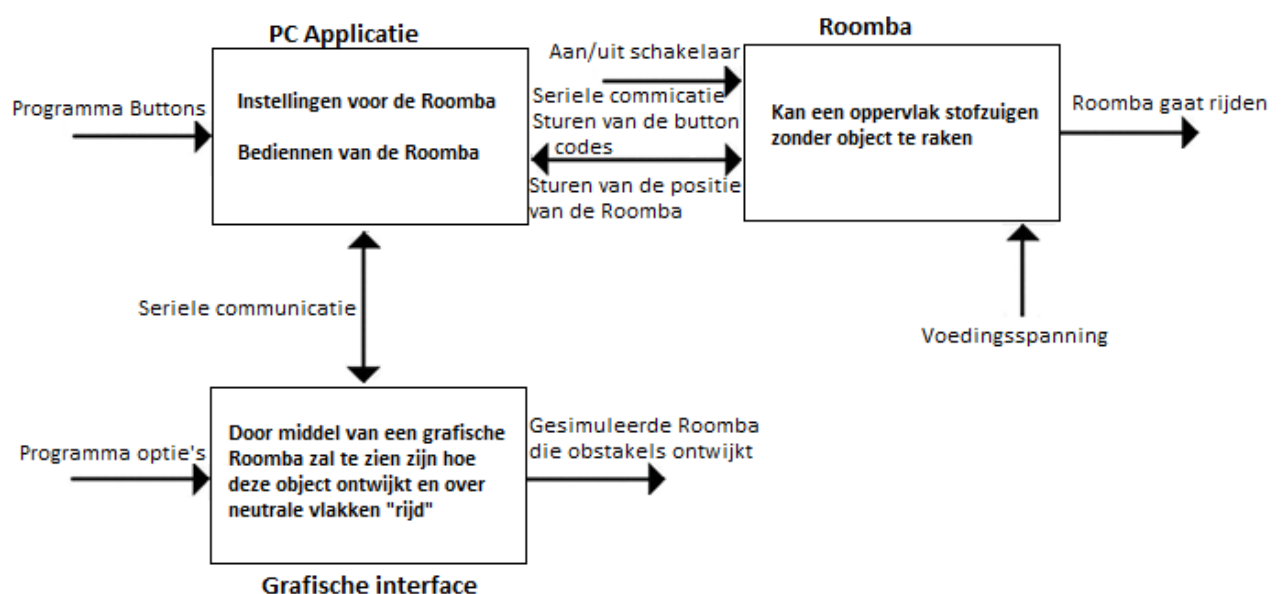 PC Applicatie
Roomba
Programma Buttons
Instellingen voor de Roomba
Bediennen van de Roomba
Aan/uit schakelaar
Seriele commicatie
Sturen van de button
codes
Sturen van de positie
van de Roomba
Kan een oppervlak stofzuigen
zonder object te raken
Roomba gaat rijden
Voedingsspanning
Seriele communicatie
Programma optie's
Door middel van een grafische
Roomba zal te zien zijn hoe
deze object ontwijkt en over
neutrale vlakken "rijd"
Gesimuleerde Roomba
die obstakels ontwijkt
Grafische interface